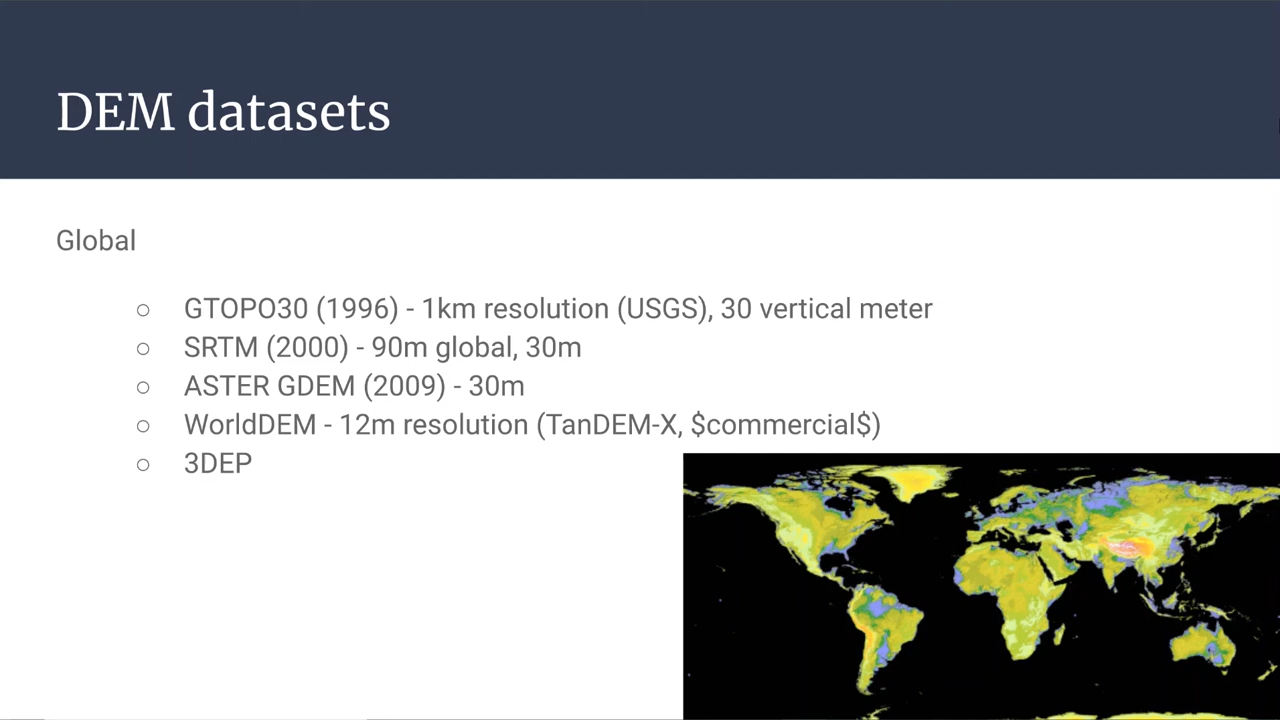 DEM datasets
Global
○ GTOPO30 (1996) - 1km resolution (USGS), 30 vertical meter
○ SRTM (2000) - 90m global, 30m
○ ASTER GDEM (2009) - 30m
○ WorldDEM - 12m resolution (TanDEM-X, $commercial$)
○ 3DEP